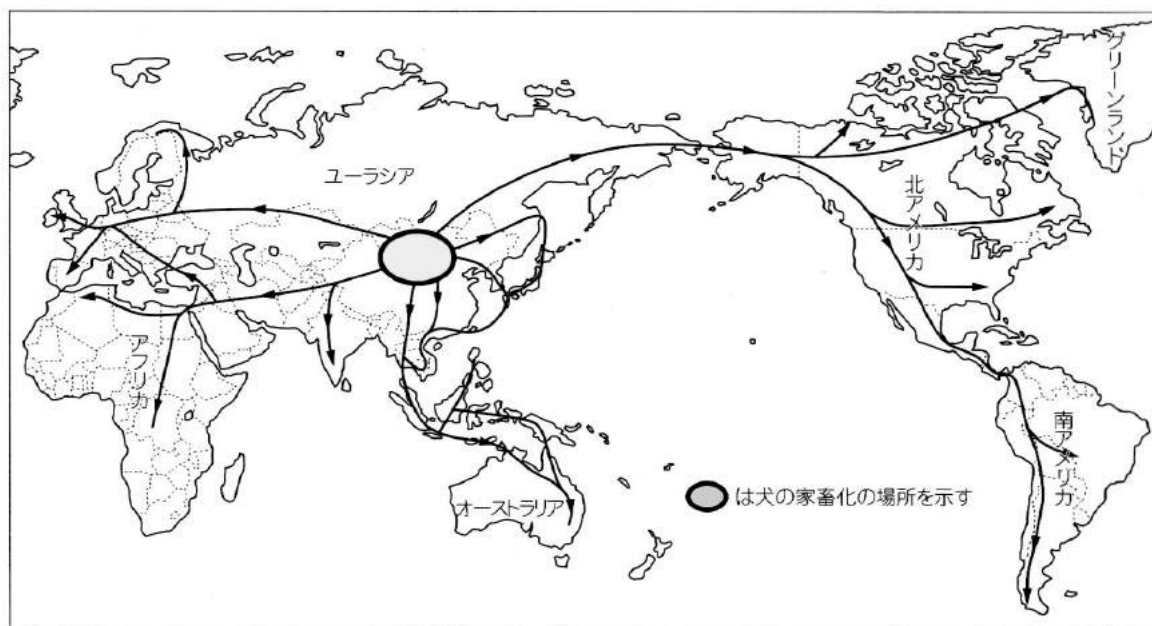 グリーンランド
ユーラシア
北アメリカ
アフリカ
南アメリカ
オーストラリア
は犬の家畜化の場所を示す